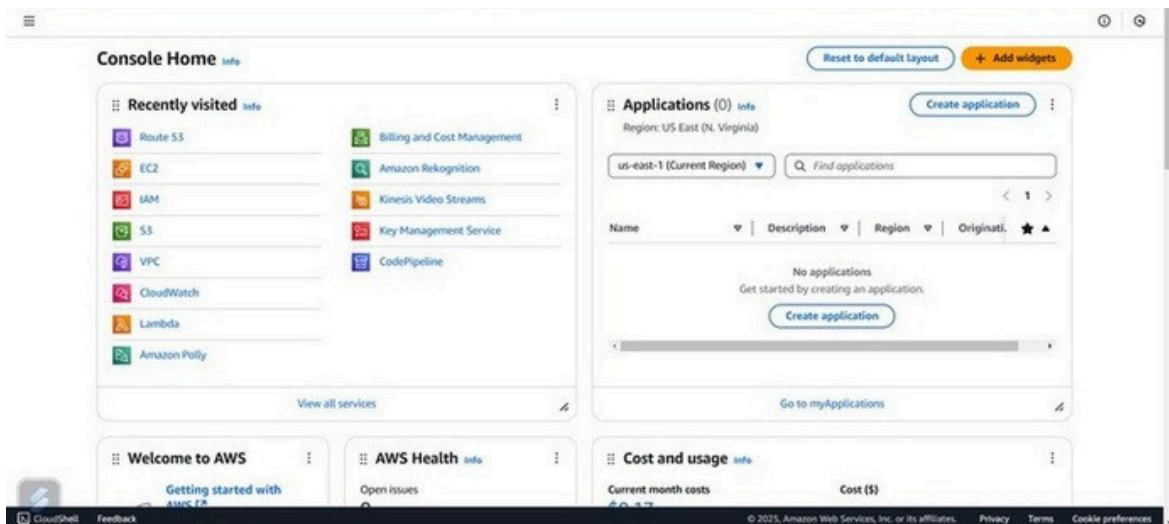 Console Home Info
Reset to default layout
+ Add widgets
Recently visited Info
Route 53
EC2
IAM
S3
VPC
CloudWatch
Lambda
Amazon Polly
Billing and Cost Management
Amazon Rekognition
Kinesis Video Streams
Key Management Service
CodePipeline
View all services
Applications (0) Info
Create application
Region: US East (N. Virginia)
us-east-1 (Current Region)
Find applications
1
Name Description Region Originati.
No applications
Get started by creating an application.
Create application
Go to myApplications
Welcome to AWS
Getting started with
AWS
AWS Health Info
Open issues
Cost and usage Info
Current month costs
Cost ($)
CloudShell Feedback
© 2025, Amazon Web Services, Inc. or its affiliates. Privacy Terms Cookie preferences